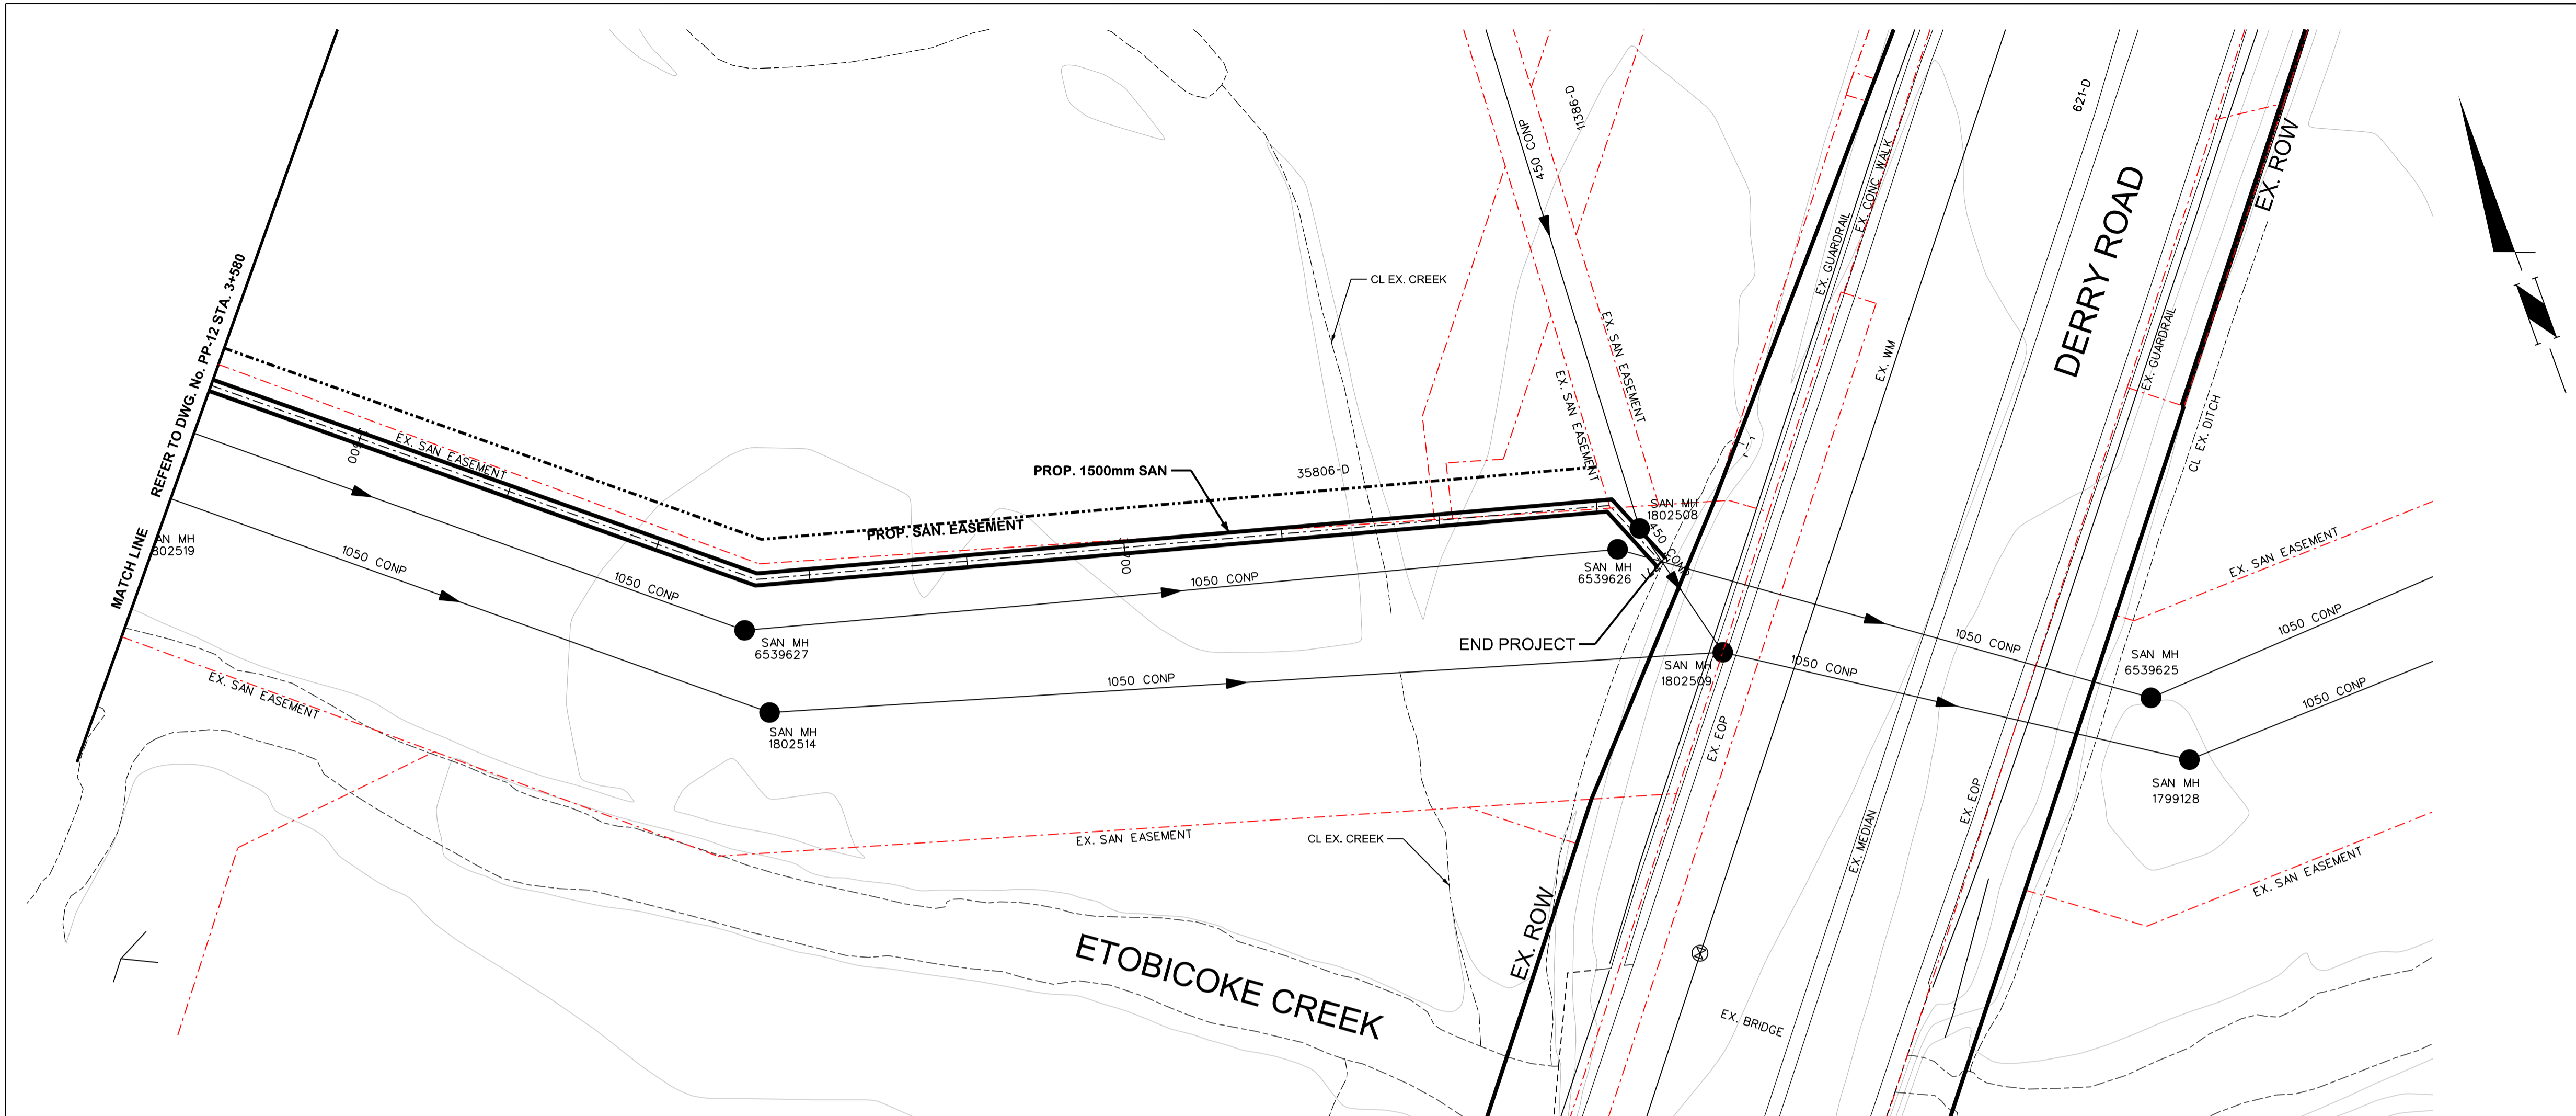 MATCH LINE REFER TO DWG. No. PP-12 STA. 3+580
EX. SAN EASEMENT
1050 CONP
1050 CONP
AN MH
802519
EX. SAN EASEMENT
SAN MH
6539627
SAN MH
1802514
PROP. 1500mm SAN
PROP. SAN. EASEMENT
35806-D
700
1050 CONP
1050 CONP
EX. SAN EASEMENT
CL EX. CREEK
CL EX. CREEK
ETOBICOKE CREEK
450 CONP
11386-D
EX. SAN EASEMENT
EX. SAN EASEMENT
SAN MH
1802508
450 CONP
SAN MH
6539626
END PROJECT
SAN MH
1802509
EX. GUARDRAIL
EX. CONC. WALK
EX. WM
EX. EOP
EX. ROW
EX. BRIDGE
EX. MEDIAN
621-D
DERRY ROAD
EX. GUARDRAIL
EX. ROW
CL EX. DITCH
1050 CONP
1050 CONP
EX. EOP
SAN MH
6539625
SAN MH
1799128
EX. SAN EASEMENT
1050 CONP
1050 CONP
EX. SAN EASEMENT